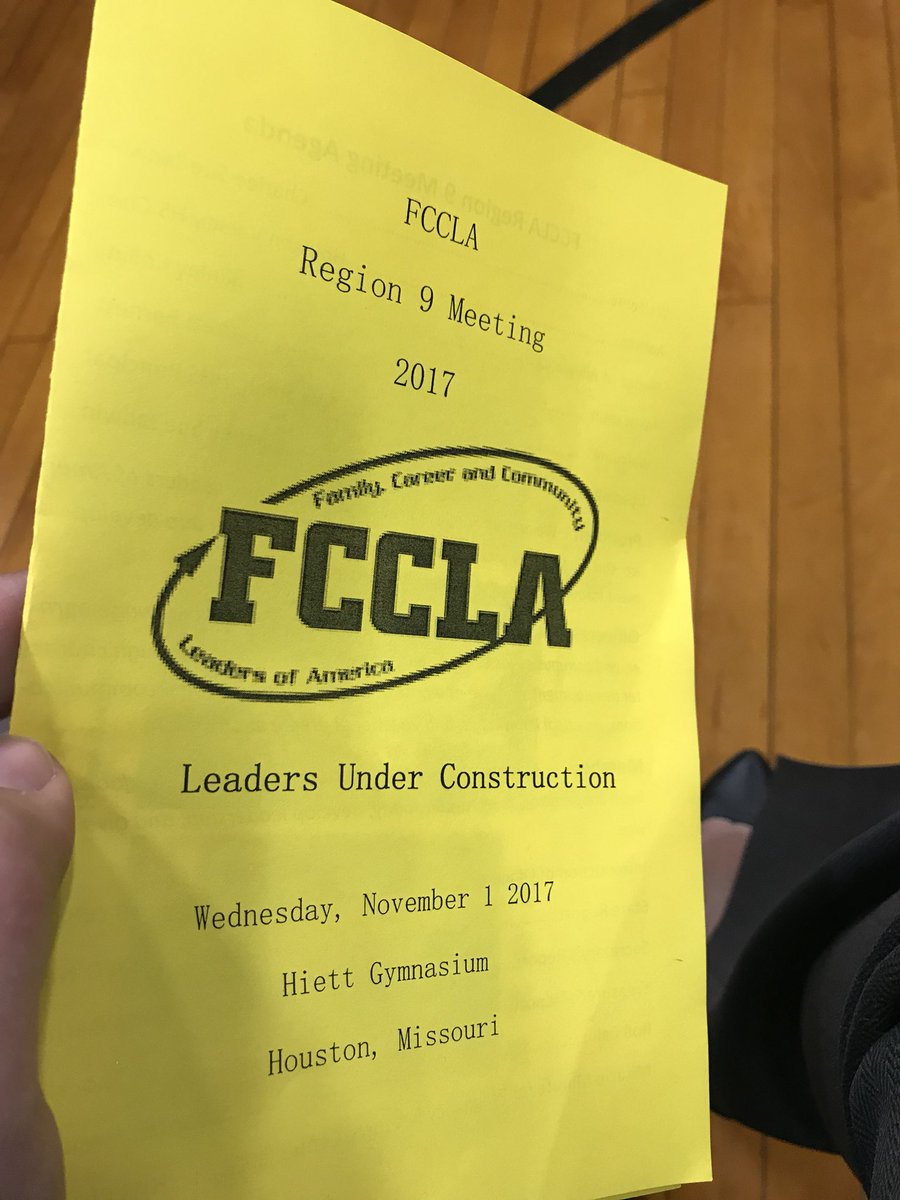 FCCLA
Region 9 Meeting
2017
Family, Career and Community
FCCLA
Leaders of America
Leaders Under Construction
Wednesday, November 1 2017
Hiett Gymnasium
Houston, Missouri